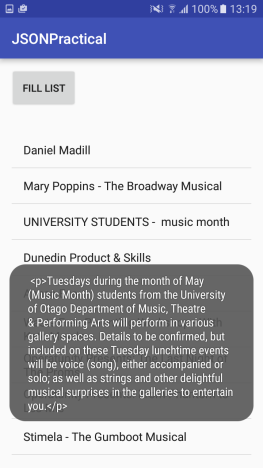 100% 13:19
JSONPractical
FILL LIST
Daniel Madill
Mary Poppins - The Broadway Musical
UNIVERSITY STUDENTS -  music month
Dunedin Product & Skills
<p>Tuesdays during the month of May
(Music Month) students from the University
of Otago Department of Music, Theatre
& Performing Arts will perform in various
gallery spaces. Details to be confirmed, but
included on these Tuesday lunchtime events
will be voice (song), either accompanied or
solo; as well as strings and other delightful
musical surprises in the galleries to entertain
you.</p>
Stimela - The Gumboot Musical